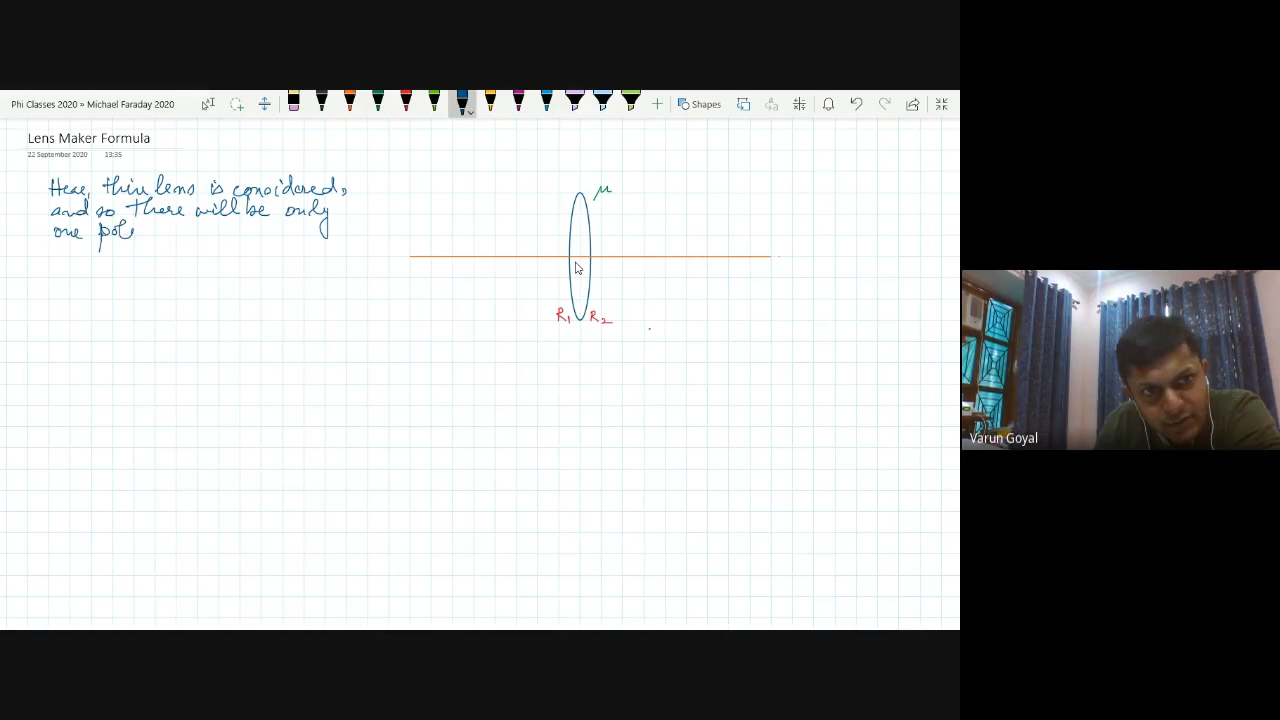 Phi Classes 2020 » Michael Faraday 2020
Shapes
Lens Maker Formula
22 September 2020 13:35
Here, thin lens is considered,
and so there will be only
one pole
μ
R1 R2
Varun Goyal